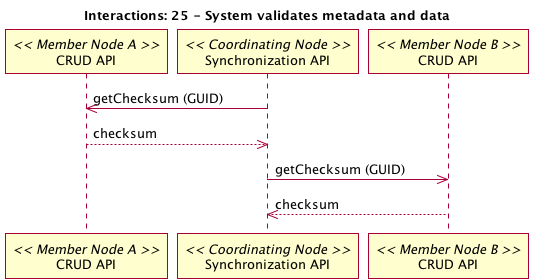 Interactions: 25 – System validates metadata and data
<< Member Node A >>
CRUD API
<< Coordinating Node >>
Synchronization API
<< Member Node B >>
CRUD API
getChecksum (GUID)
checksum
getChecksum (GUID)
checksum
<< Member Node A >>
CRUD API
<< Coordinating Node >>
Synchronization API
<< Member Node B >>
CRUD API